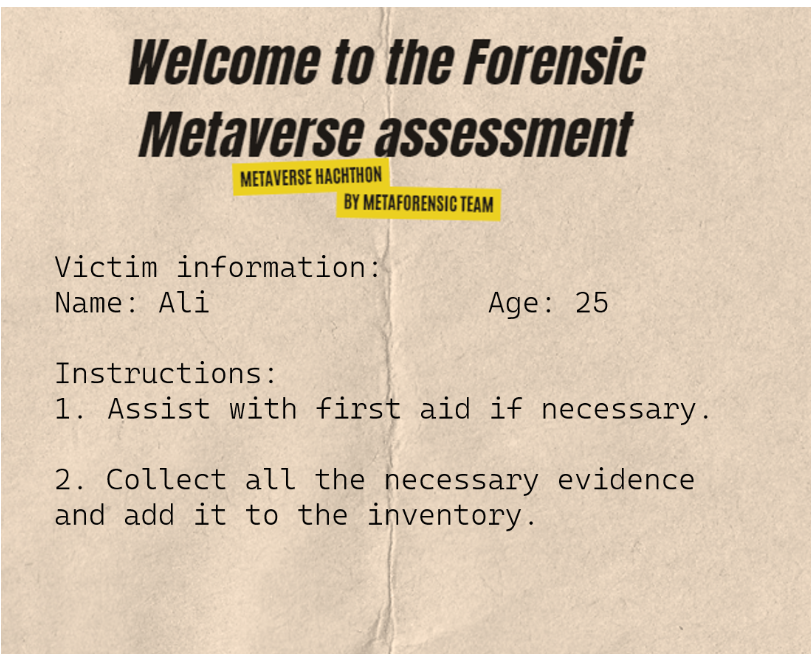 Welcome to the Forensic
Metaverse assessment
METAVERSE HACHTHON
BY METAFORENSIC TEAM
Victim information:
Name: Ali Age: 25
Instructions:
1. Assist with first aid if necessary.
2. Collect all the necessary evidence
and add it to the inventory.